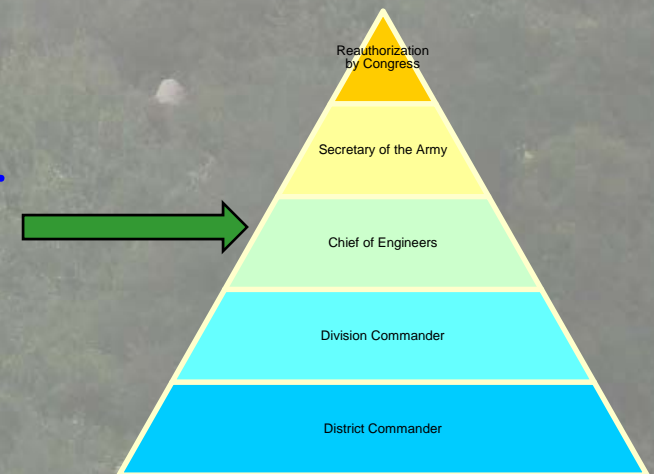 Reauthorization
by Congress
Secretary of the Army
Chief of Engineers
Division Commander
District Commander